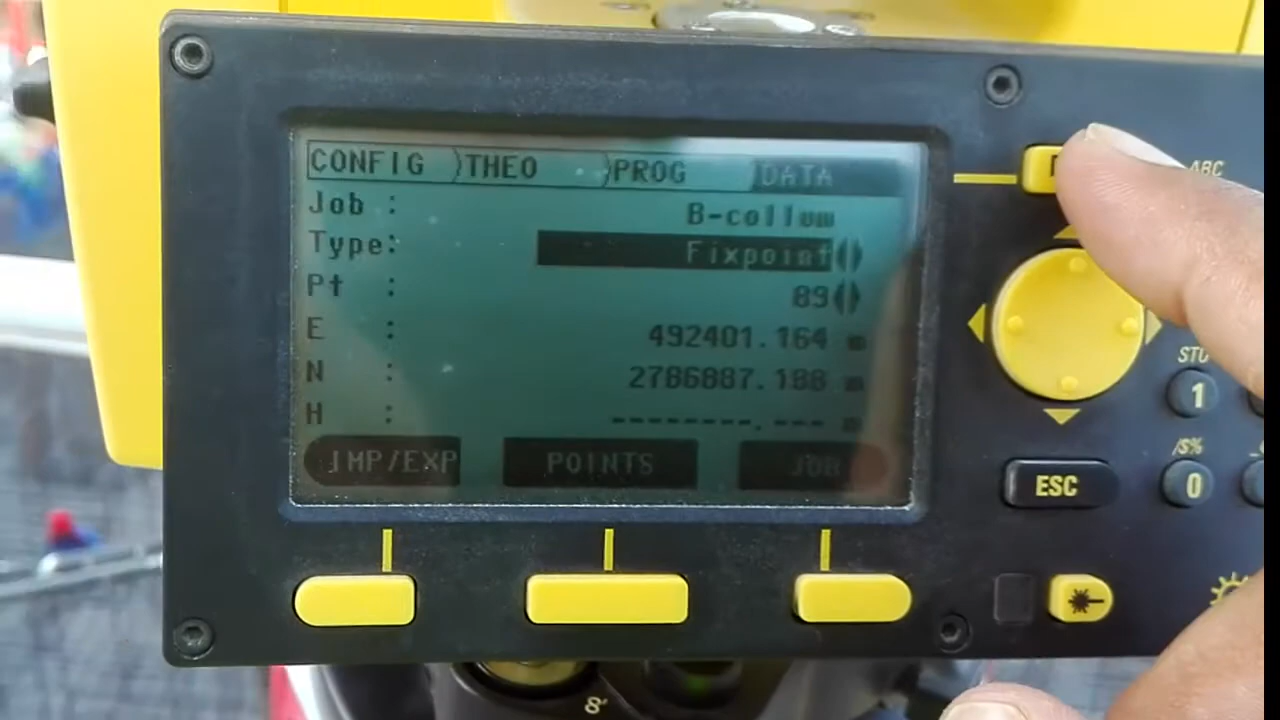 CONFIG THEO PROG DATA
Job : B-collum
Type: Fixpoint
Pt : 89
E : 492401.164 m
N : 2786887.188 m
H : --------.--- m
IMP/EXP POINTS JOB
ABC
1
/S%
ESC 0
8'